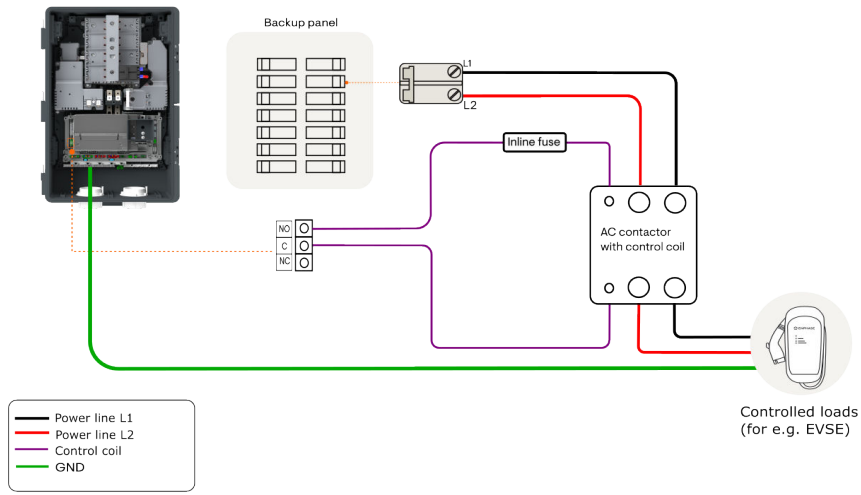 Backup panel
L1
L2
Inline fuse
NO
C
NC
AC contactor
with control coil
ENPHASE
Controlled loads
(for e.g. EVSE)
Power line L1
Power line L2
Control coil
GND